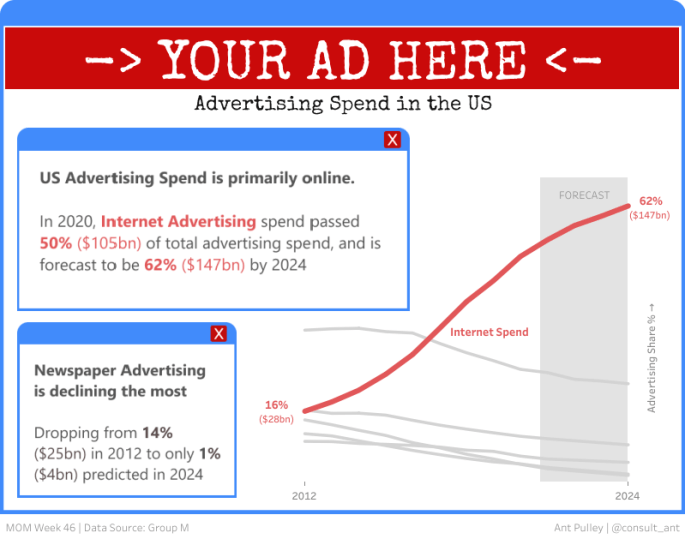 --> YOUR AD HERE <--
Advertising Spend in the US
X
US Advertising Spend is primarily online.
In 2020, Internet Advertising spend passed
50% ($105bn) of total advertising spend, and is
forecast to be 62% ($147bn) by 2024
X
Newspaper Advertising
is declining the most
Dropping from 14%
($25bn) in 2012 to only 1%
($4bn) predicted in 2024
FORECAST
62%
($147bn)
Internet Spend
16%
($28bn)
Advertising Share % →
2012
2024
MOM Week 46 | Data Source: Group M
Ant Pulley | @consult_ant